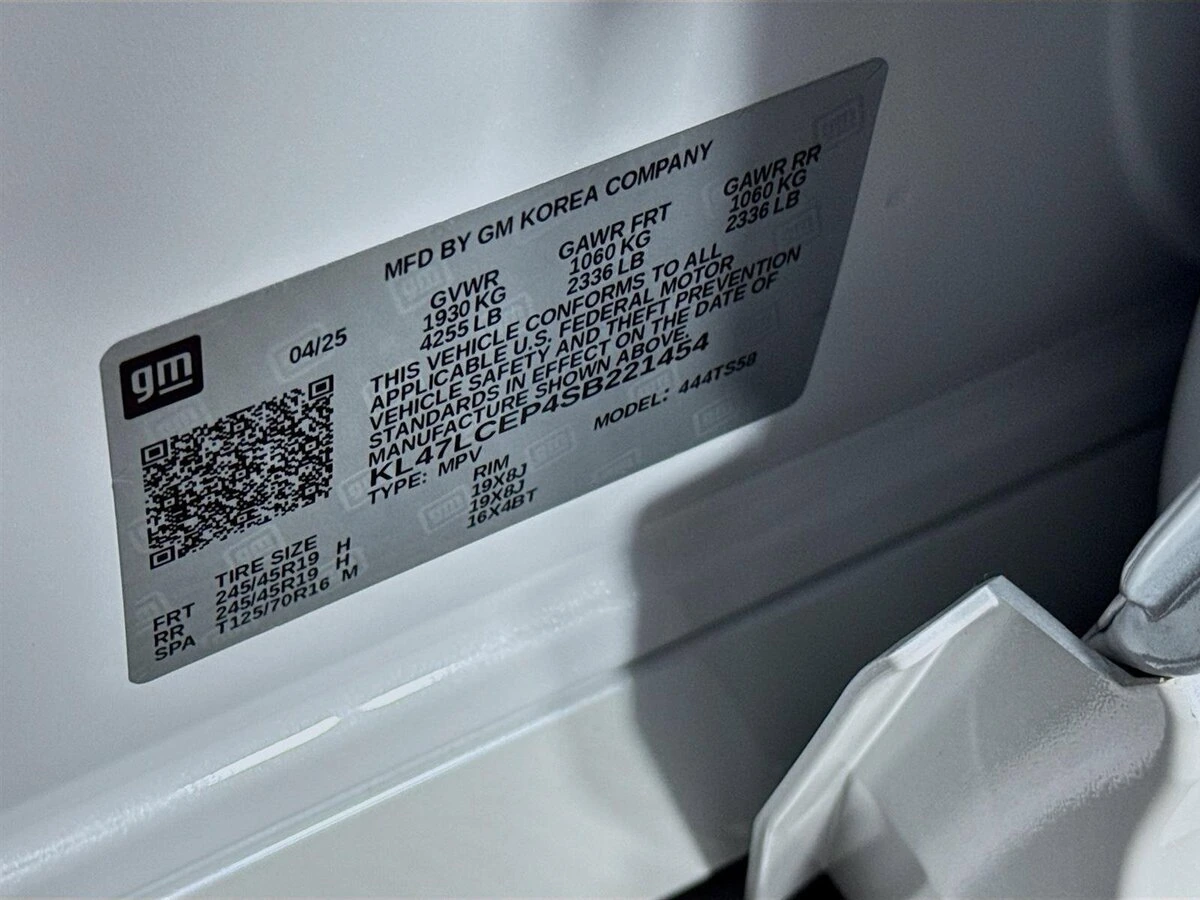 MFD BY GM KOREA COMPANY
gm
04/25
GVWR GAWR FRT GAWR RR
1930 KG 1060 KG 1060 KG
4255 LB 2336 LB 2336 LB
THIS VEHICLE CONFORMS TO ALL
APPLICABLE U.S. FEDERAL MOTOR
VEHICLE SAFETY AND THEFT PREVENTION
STANDARDS IN EFFECT ON THE DATE OF
MANUFACTURE SHOWN ABOVE.
KL47LCEP4SB221454
TYPE: MPV MODEL: 444TS58
TIRE SIZE RIM
FRT 245/45R19 H 19X8J
RR 245/45R19 H 19X8J
SPA T125/70R16 M 16X4BT